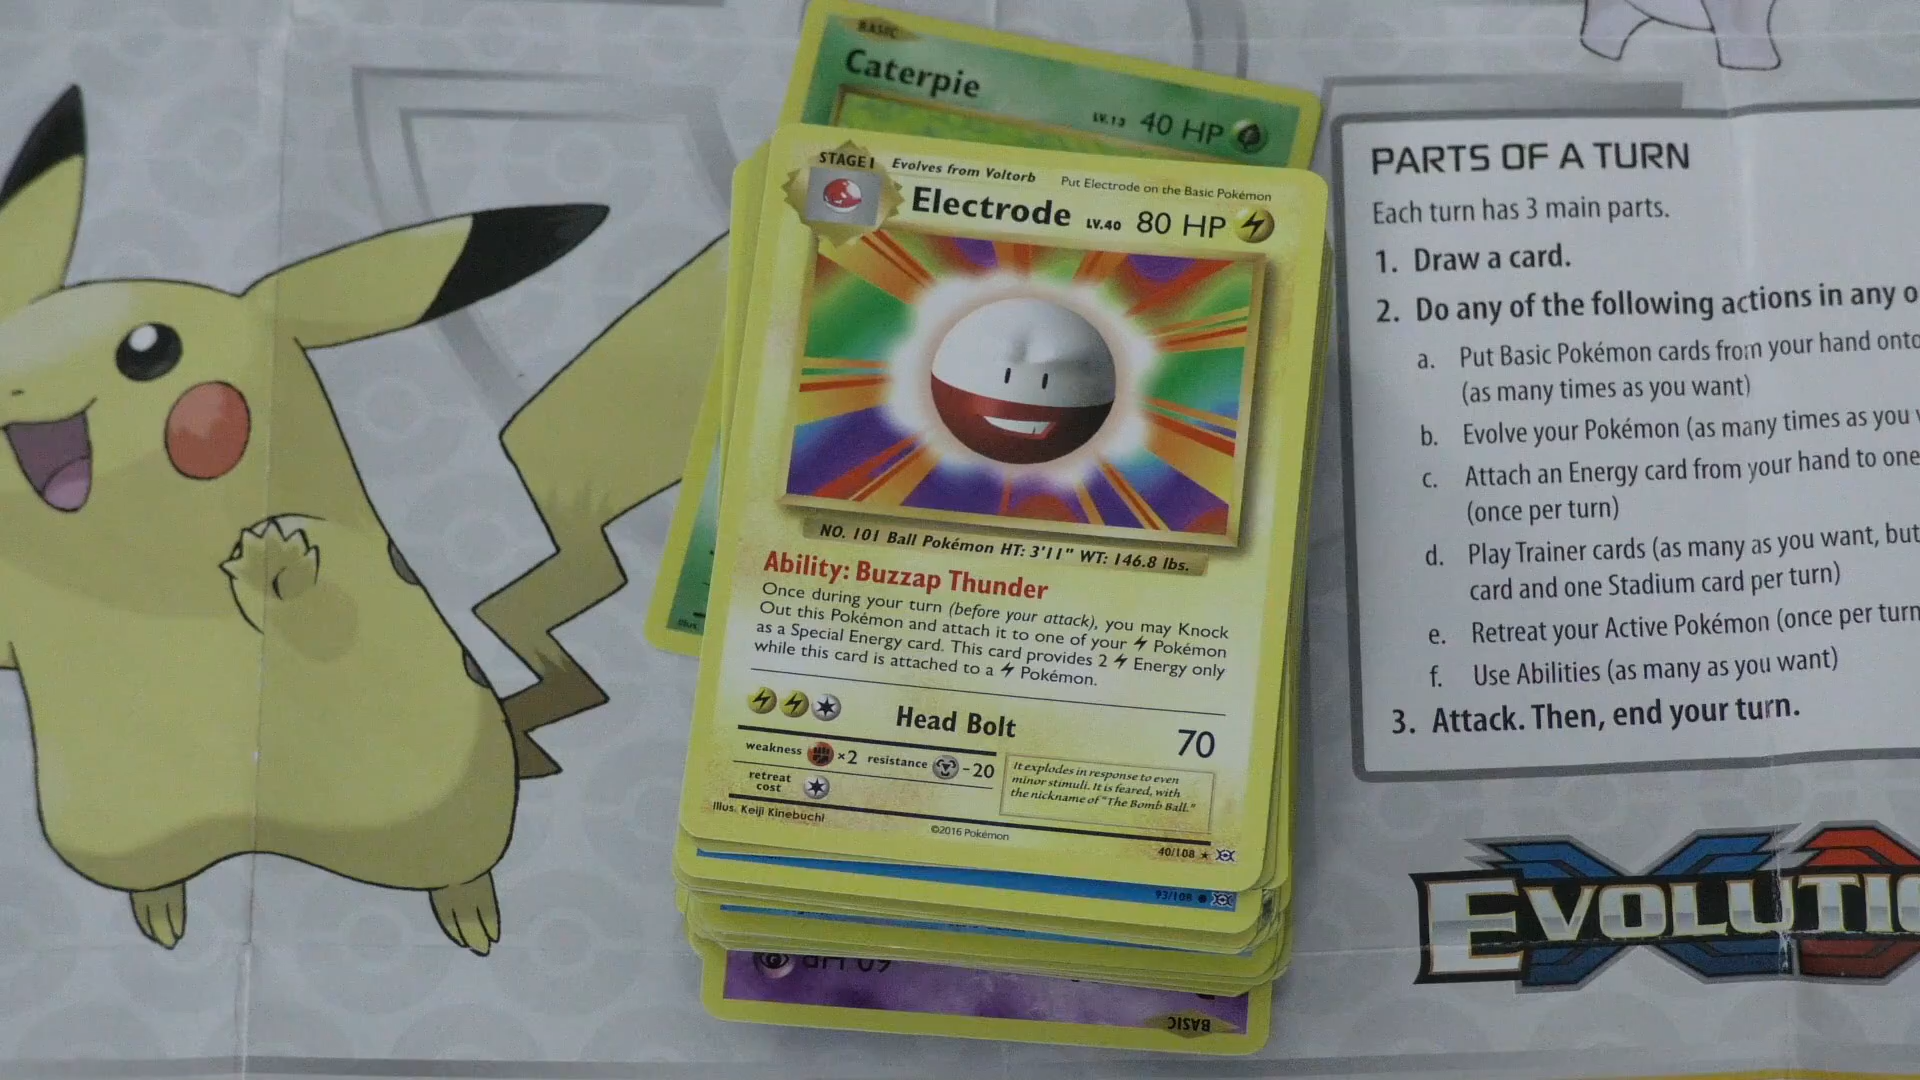 BASIC
Caterpie
LV.13 40 HP
STAGE 1 Evolves from Voltorb Put Electrode on the Basic Pokémon
Electrode LV.40 80 HP
NO. 101 Ball Pokémon HT: 3'11" WT: 146.8 lbs.
Ability: Buzzap Thunder
Once during your turn (before your attack), you may Knock
Out this Pokémon and attach it to one of your Pokémon
as a Special Energy card. This card provides 2 Energy only
while this card is attached to a Pokémon.
Head Bolt 70
weakness ×2 resistance -20
retreat
cost
It explodes in response to even
minor stimuli. It is feared, with
the nickname of "The Bomb Ball."
Illus. Keiji Kinebuchi
©2016 Pokémon
40/108
93/108
Illus.
60 HP
BASIC
PARTS OF A TURN
Each turn has 3 main parts.
1. Draw a card.
2. Do any of the following actions in any
a. Put Basic Pokémon cards from your hand onto
(as many times as you want)
b. Evolve your Pokémon (as many times as you
c. Attach an Energy card from your hand to one
(once per turn)
d. Play Trainer cards (as many as you want, but
card and one Stadium card per turn)
e. Retreat your Active Pokémon (once per turn
f. Use Abilities (as many as you want)
3. Attack. Then, end your turn.
XY
EVOLUTIO